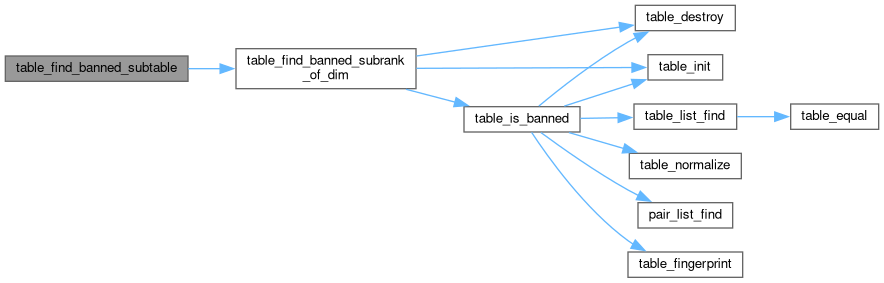 table_find_banned_subtable
table_find_banned_subrank
_of_dim
table_is_banned
table_destroy
table_init
table_list_find
table_equal
table_normalize
pair_list_find
table_fingerprint